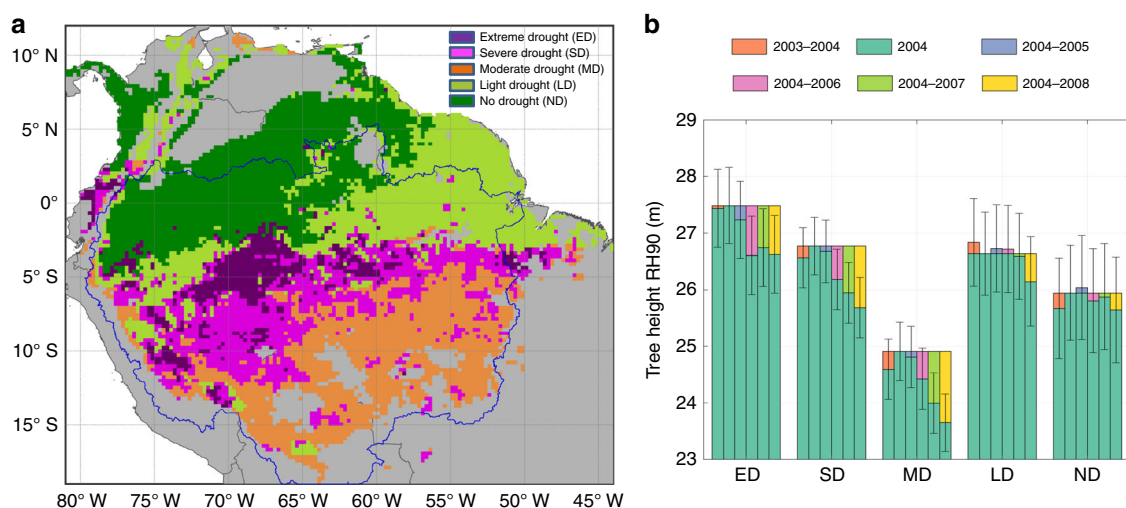 a
Extreme drought (ED)
Severe drought (SD)
Moderate drought (MD)
Light drought (LD)
No drought (ND)
10° N
5° N
0°
5° S
10° S
15° S
80° W 75° W 70° W 65° W 60° W 55° W 50° W 45° W
b
2003–2004 2004 2004–2005
2004–2006 2004–2007 2004–2008
Tree height RH90 (m)
29
28
27
26
25
24
23
ED SD MD LD ND